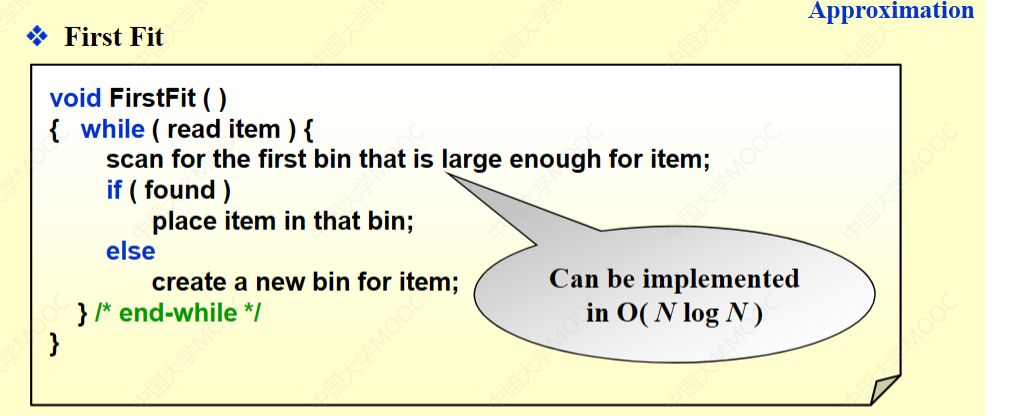 Approximation
❖ First Fit
void FirstFit ( )
{ while ( read item ) {
scan for the first bin that is large enough for item;
if ( found )
place item in that bin;
else
create a new bin for item;
} /* end-while */
}
Can be implemented
in O( N log N )
中国大学MOOC